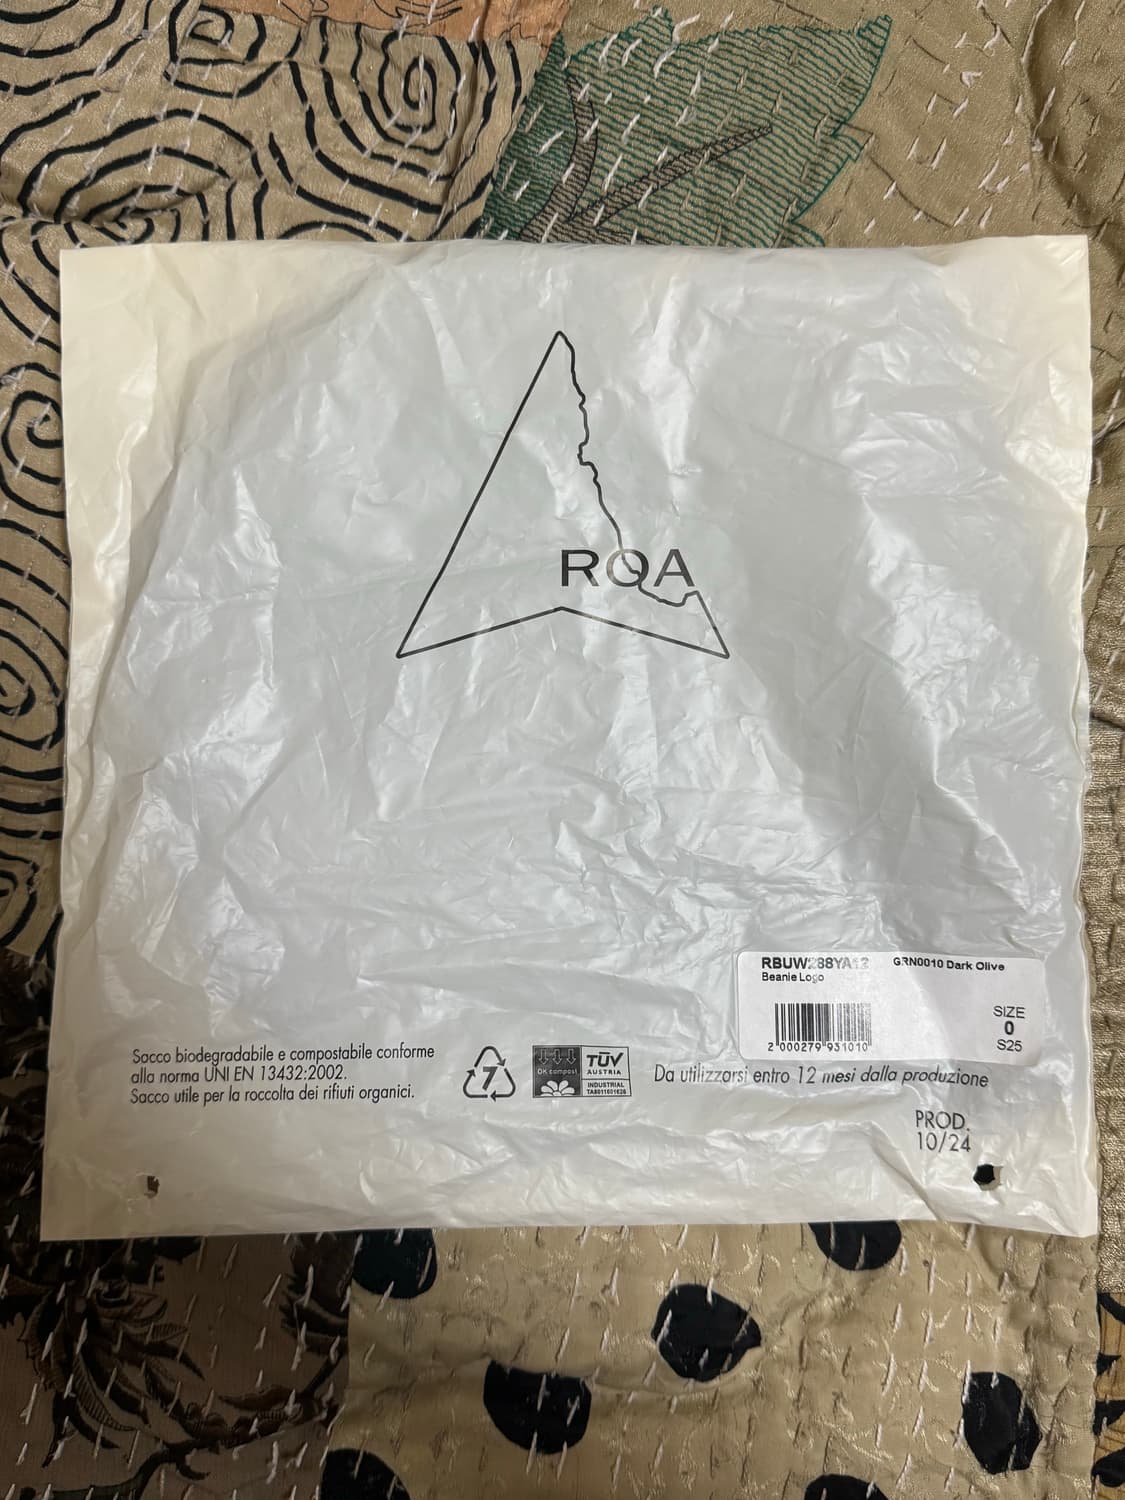 ROA
RBUW288YA12 GRN0010 Dark Olive
Beanie Logo
SIZE
0
S25
2 000279 931010
Sacco biodegradabile e compostabile conforme
alla norma UNI EN 13432:2002.
Sacco utile per la roccolta dei rifiuti organici.
7
OK compost
TÜV
AUSTRIA
INDUSTRIAL
TA8011601626
Da utilizzarsi entro 12 mesi dalla produzione
PROD.
10/24